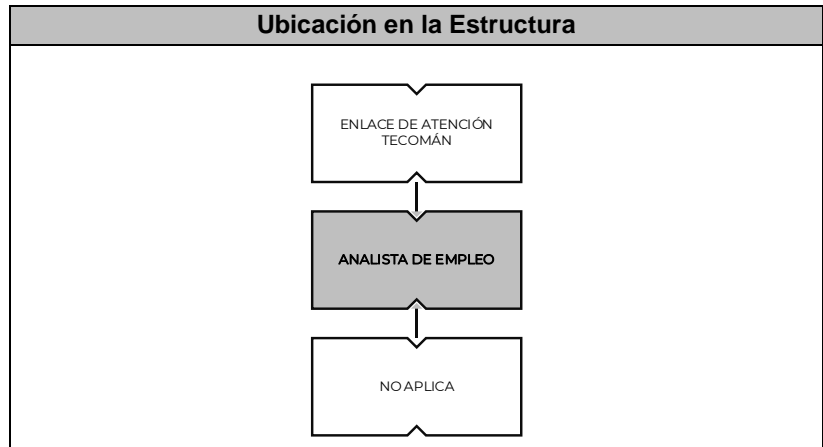 Ubicación en la Estructura
ENLACE DE ATENCIÓN
TECOMÁN
ANALISTA DE EMPLEO
NO APLICA